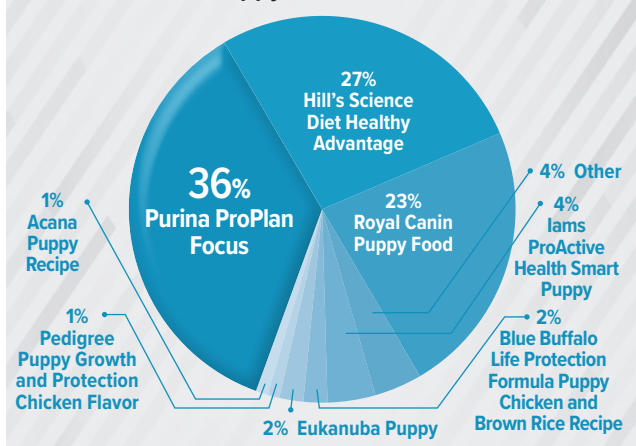 27%
Hill's Science
Diet Healthy
Advantage
36%
Purina ProPlan
Focus
23%
Royal Canin
Puppy Food
4% Other
4%
Iams
ProActive
Health Smart
Puppy
2%
Blue Buffalo
Life Protection
Formula Puppy
Chicken and
Brown Rice Recipe
2% Eukanuba Puppy
1%
Pedigree
Puppy Growth
and Protection
Chicken Flavor
1%
Acana
Puppy
Recipe